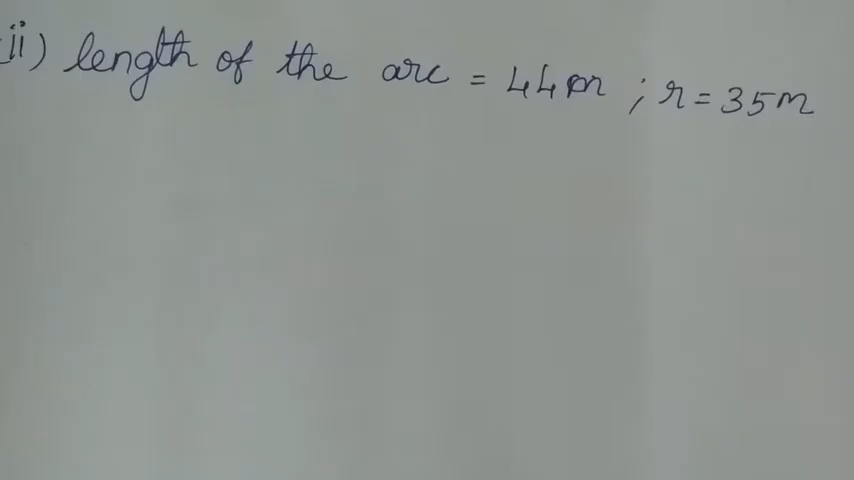 ii) length of the arc = 44m ; r = 35m